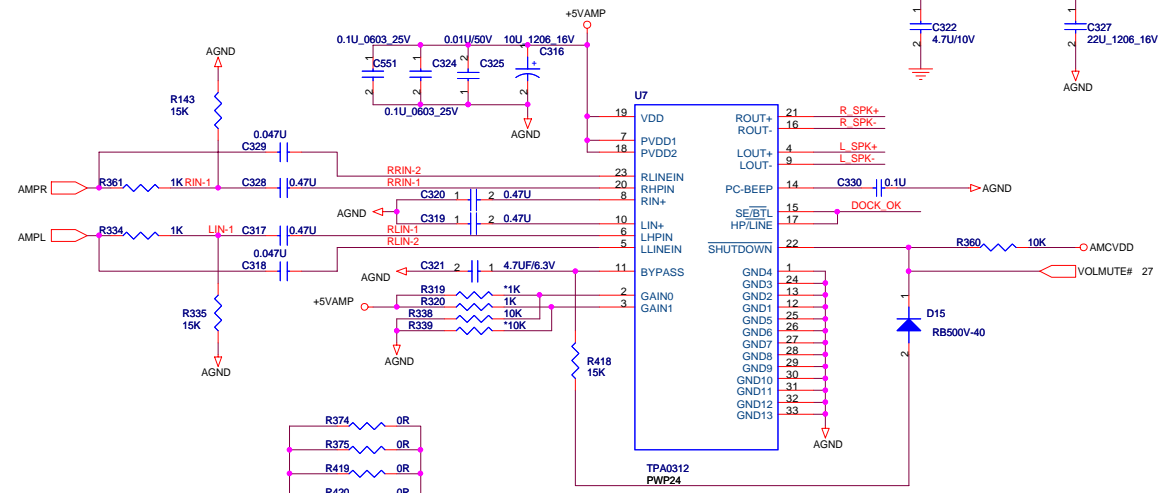 +5VAMP
C322
4.7U/10V
C327
22U_1206_16V
AGND
0.1U_0603_25V 0.01U/50V 10U_1206_16V
C551 C324 C325 C316
0.1U_0603_25V
AGND
AGND
R143
15K
0.047U
C329
AMPR
R361 1K RIN-1 C328 0.47U
RRIN-2
RRIN-1
C320 1 2 0.47U
AGND
C319 1 2 0.47U
AMPL
R334 1K LIN-1 C317 0.47U
RLIN-1
RLIN-2
0.047U
C318
AGND
C321 2 1 4.7UF/6.3V
R335
15K
AGND
+5VAMP
R319 *1K
R320 1K
R338 10K
R339 *10K
AGND
R418
15K
U7
19 VDD
7 PVDD1
18 PVDD2
23 RLINEIN
20 RHPIN
8 RIN+
10 LIN+
6 LHPIN
5 LLINEIN
11 BYPASS
2 GAIN0
3 GAIN1
ROUT+ 21 R_SPK+
ROUT- 16 R_SPK-
LOUT+ 4 L_SPK+
LOUT- 9 L_SPK-
PC-BEEP 14 C330 0.1U AGND
SE/BTL 15 DOCK_OK
HP/LINE 17
SHUTDOWN 22 R360 10K AMCVDD
VOLMUTE# 27
GND4 1
GND3 24
GND2 13
GND1 12
GND5 25
GND6 26
GND7 27
GND8 28
GND9 29
GND10 30
GND11 31
GND12 32
GND13 33
AGND
1
D15
RB500V-40
2
TPA0312
PWP24
R374 0R
R375 0R
R419 0R
R420 0R